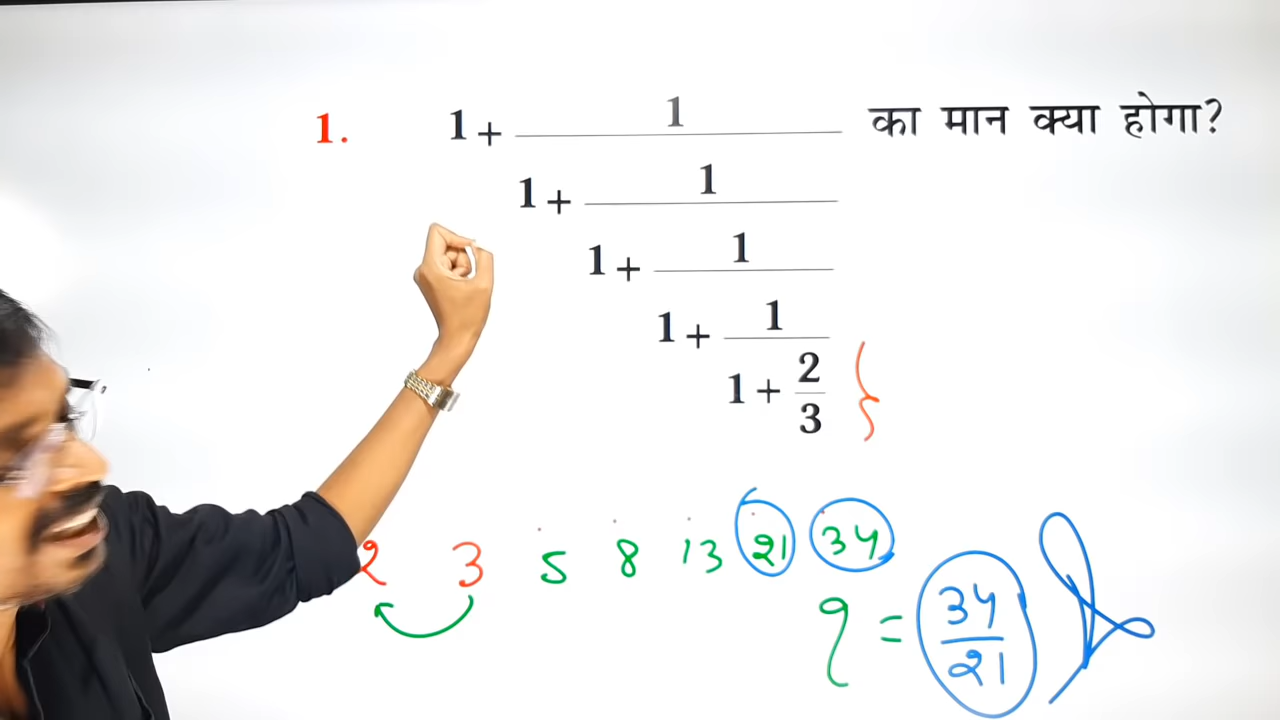 1. 1 + 1 का मान क्या होगा?
1 + 1
1 + 1
1 + 1
1 + 2
3
2 3 5 8 13 21 34
= 34
21